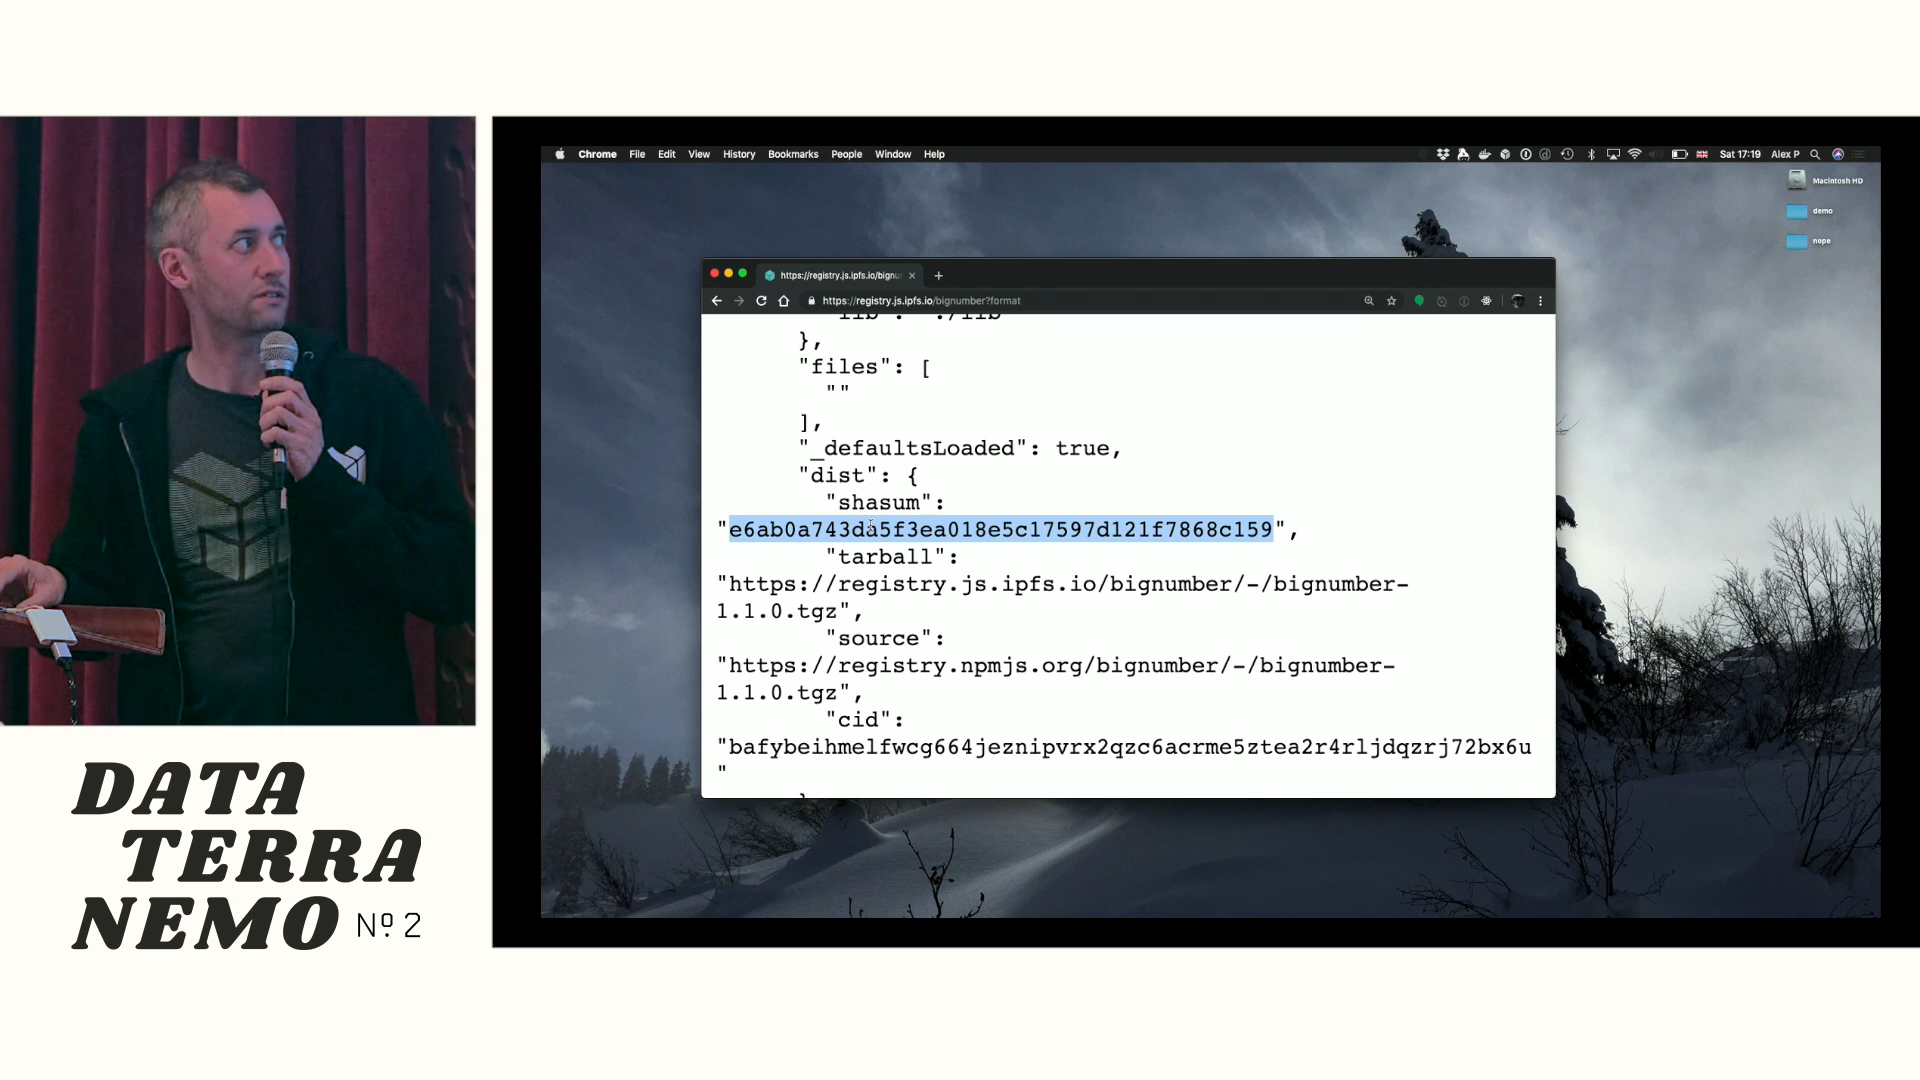 Chrome File Edit View History Bookmarks People Window Help
Sat 17:19 Alex P
Macintosh HD
demo
nope
https://registry.js.ipfs.io/bignu
https://registry.js.ipfs.io/bignumber?format
},
"files": [
""
],
"_defaultsLoaded": true,
"dist": {
"shasum":
"e6ab0a743da5f3ea018e5c17597d121f7868c159",
"tarball":
"https://registry.js.ipfs.io/bignumber/-/bignumber-
1.1.0.tgz",
"source":
"https://registry.npmjs.org/bignumber/-/bignumber-
1.1.0.tgz",
"cid":
"bafybeihmelfwcg664jeznipvrx2qzc6acrme5ztea2r4rljdqzrj72bx6u
"
DATA
TERRA
NEMO Nº 2